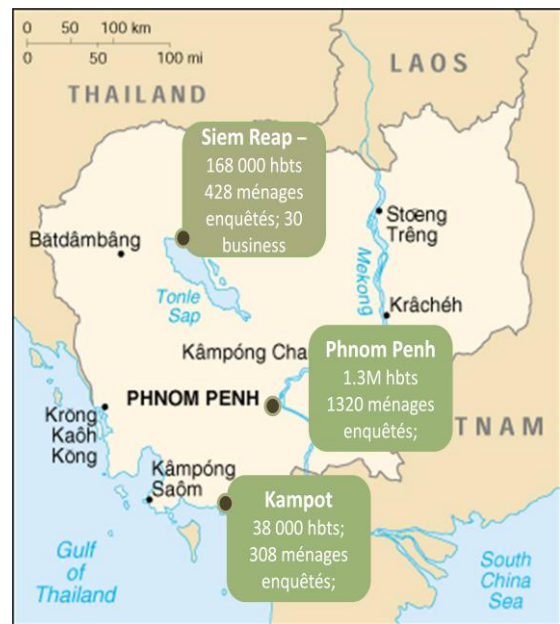 0 50 100 km
0 50 100 mi
LAOS
THAILAND
Siem Reap –
168 000 hbts
428 ménages
enquêtés; 30
business
Stœng
Trêng
Bătdâmbâng
Mekong
Tonle
Sap
Krâchéh
Kâmpóng Cha
Phnom Penh
1.3M hbts
1320 ménages
enquêtés;
PHNOM PENH
TNAM
Krŏng
Kaôh
Kŏng
Kâmpóng
Saôm
Kampot
38 000 hbts;
308 ménages
enquêtés;
Gulf
of
Thailand
South
China
Sea